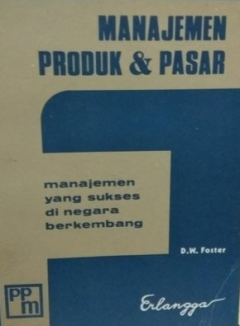 MANAJEMEN
PRODUK & PASAR
manajemen
yang sukses
di negara
berkembang
D.W. Foster
ppm
Erlangga